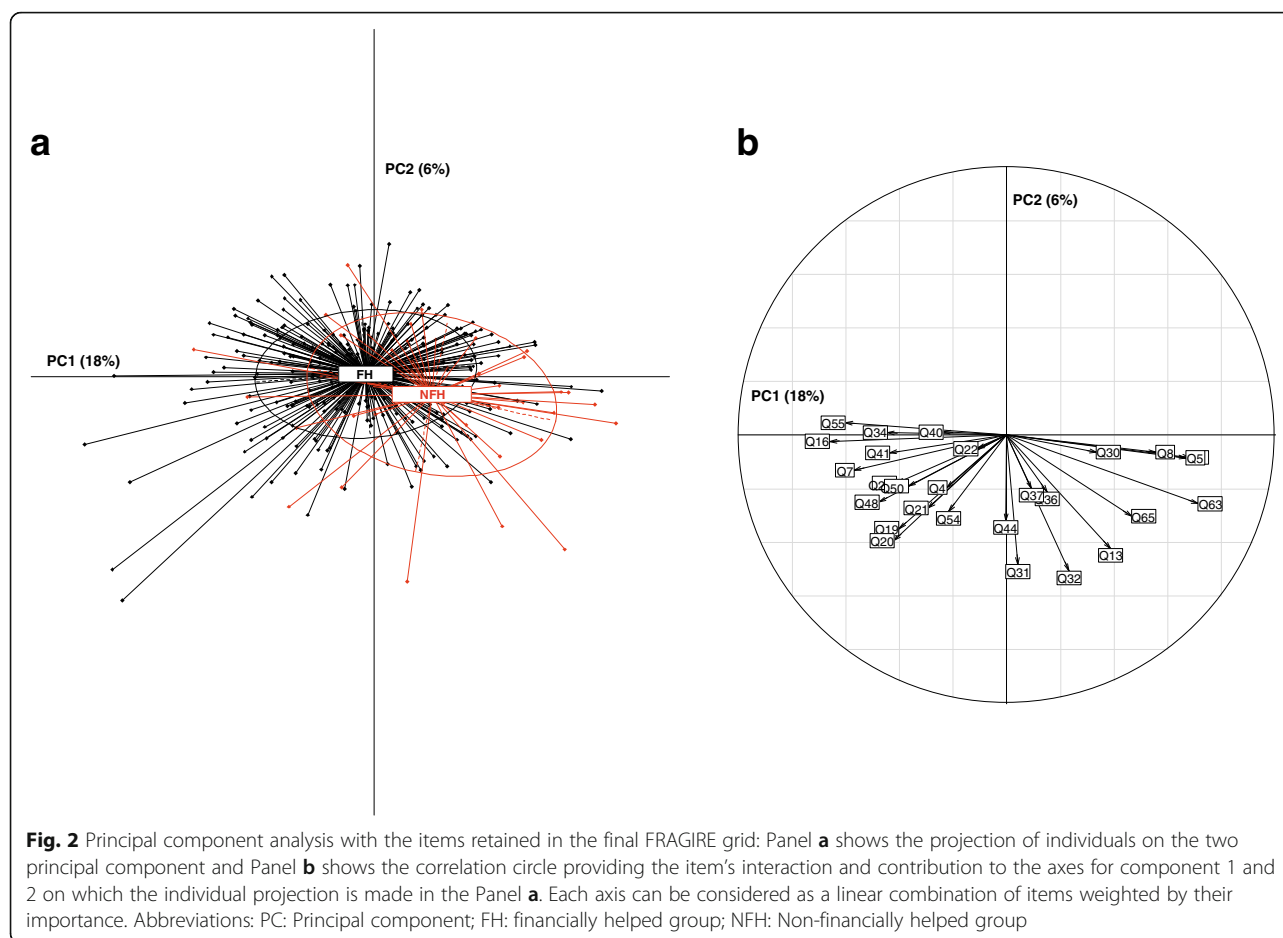 a
PC2 (6%)
PC1 (18%)
FH
NFH
b
PC2 (6%)
PC1 (18%)
Q55
Q34
Q40
Q16
Q41
Q22
Q30
Q8
Q5
Q7
Q50
Q4
Q48
Q21
Q54
Q37
Q36
Q63
Q65
Q19
Q44
Q20
Q13
Q31
Q32
Fig. 2 Principal component analysis with the items retained in the final FRAGIRE grid: Panel a shows the projection of individuals on the two
principal component and Panel b shows the correlation circle providing the item's interaction and contribution to the axes for component 1 and
2 on which the individual projection is made in the Panel a. Each axis can be considered as a linear combination of items weighted by their
importance. Abbreviations: PC: Principal component; FH: financially helped group; NFH: Non-financially helped group